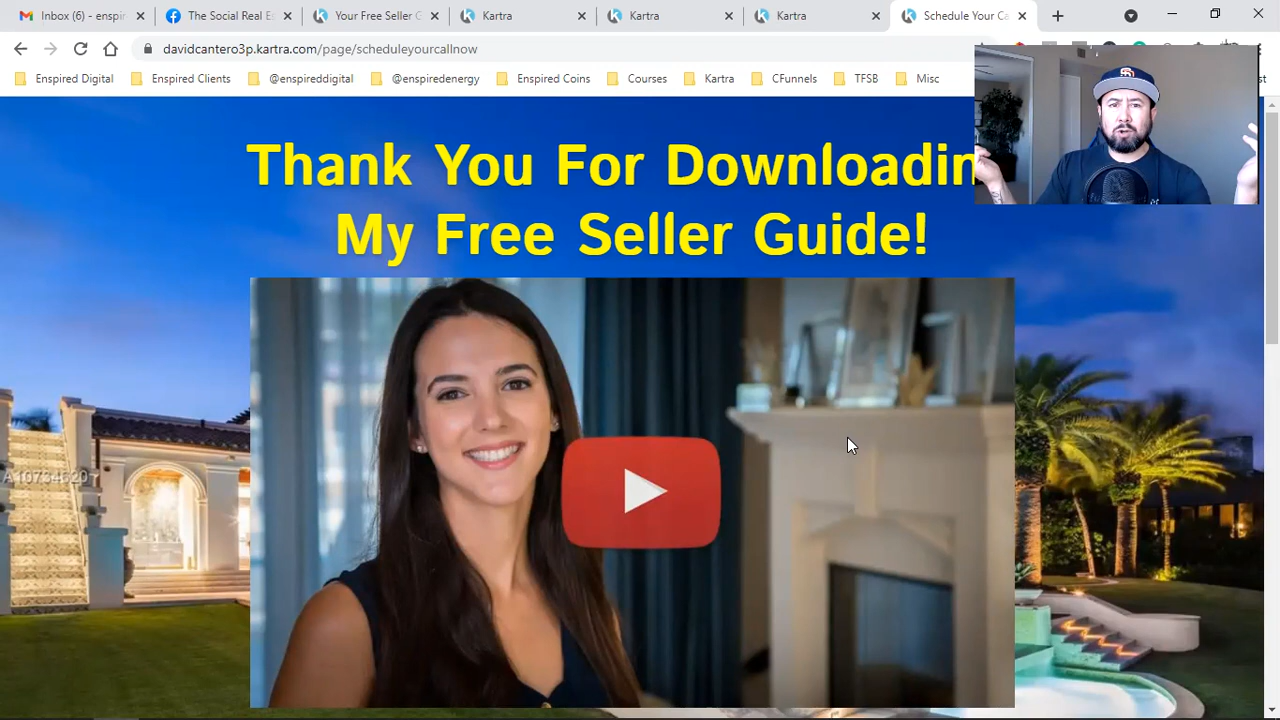 Inbox (6) - enspir
The Social Real Es
Your Free Seller G
Kartra
Kartra
Kartra
Schedule Your Ca
davidcantero3p.kartra.com/page/scheduleyourcallnow
Enspired Digital
Enspired Clients
@enspireddigital
@enspiredenergy
Enspired Coins
Courses
Kartra
CFunnels
TFSB
Misc
Thank You For Downloadin
My Free Seller Guide!